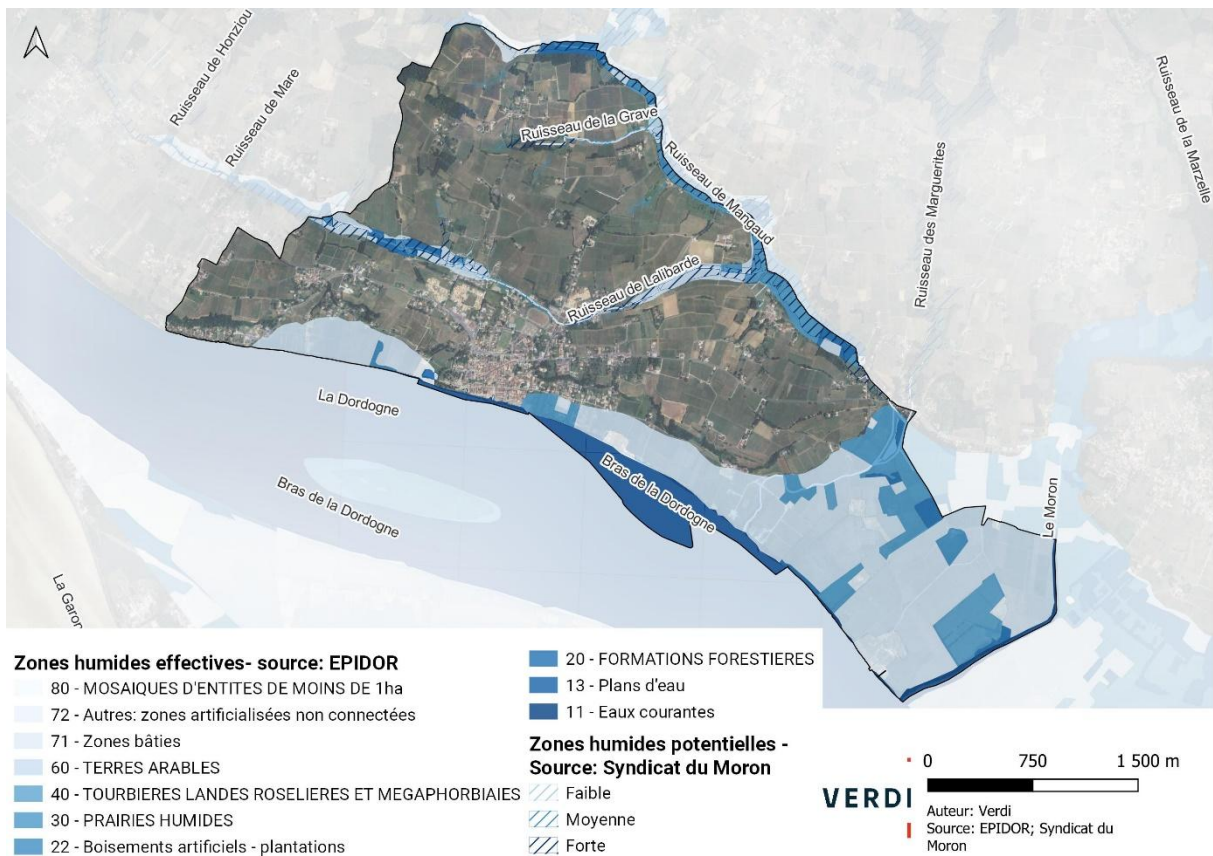 Ruisseau de Honziou
Ruisseau de Mare
Ruisseau de la Grave
Ruisseau de Mangaud
Ruisseau des Marguerites
Ruisseau de la Marzelle
Ruisseau de Lalibarde
La Dordogne
Bras de la Dordogne
Bras de la Dordogne
Le Moron
La Garon
Zones humides effectives- source: EPIDOR
80 - MOSAIQUES D'ENTITES DE MOINS DE 1ha
72 - Autres: zones artificialisées non connectées
71 - Zones bâties
60 - TERRES ARABLES
40 - TOURBIERES LANDES ROSELIERES ET MEGAPHORBIAIES
30 - PRAIRIES HUMIDES
22 - Boisements artificiels - plantations
20 - FORMATIONS FORESTIERES
13 - Plans d'eau
11 - Eaux courantes
Zones humides potentielles -
Source: Syndicat du Moron
Faible
Moyenne
Forte
VERDI
0 750 1 500 m
Auteur: Verdi
Source: EPIDOR; Syndicat du
Moron